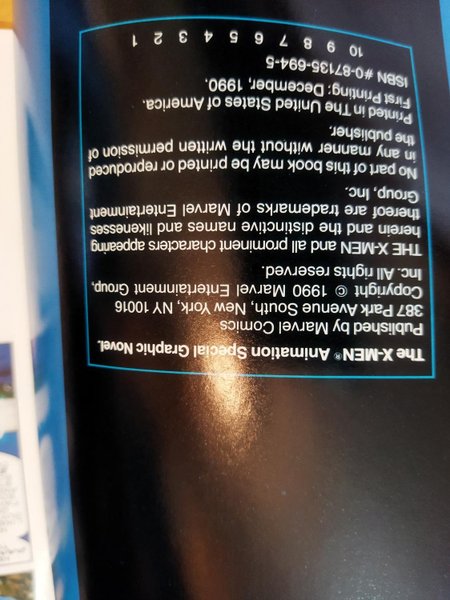 The X-MEN® Animation Special Graphic Novel.
Published by Marvel Comics
387 Park Avenue South, New York, NY 10016
Copyright © 1990 Marvel Entertainment Group,
Inc. All rights reserved.
THE X-MEN and all prominent characters appearing
herein and the distinctive names and likenesses
thereof are trademarks of Marvel Entertainment
Group, Inc.
No part of this book may be printed or reproduced
in any manner without the written permission of
the publisher.
Printed in The United States of America.
First Printing: December, 1990.
ISBN #0-87135-694-5
10 9 8 7 6 5 4 3 2 1